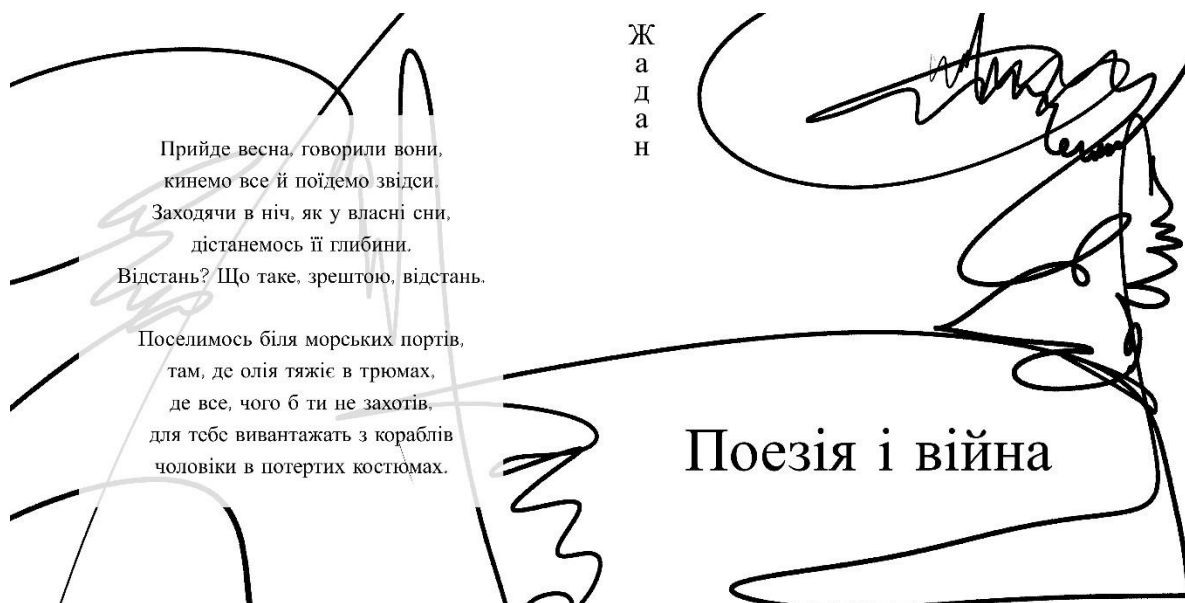 Прийде весна, говорили вони,
кинемо все й поїдемо звідси.
Заходячи в ніч, як у власні сни,
дістанемось її глибини.
Відстань? Що таке, зрештою, відстань.
Поселимось біля морських портів,
там, де олія тяжіє в трюмах,
де все, чого б ти не захотів,
для тебе вивантажать з кораблів
чоловіки в потертих костюмах.
Жадан
Поезія і війна